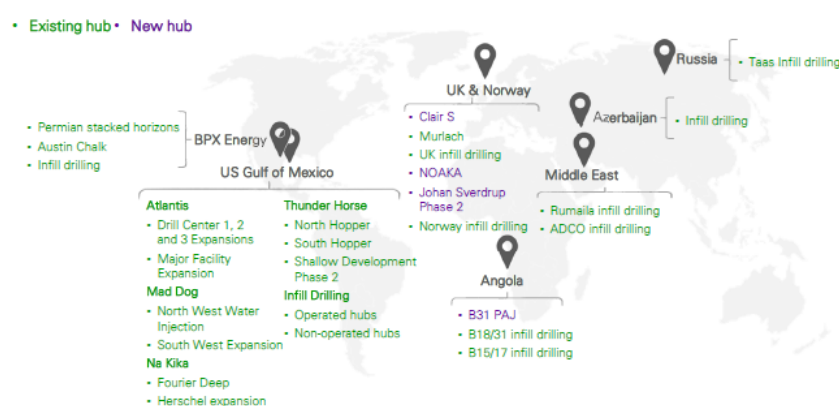 • Existing hub • New hub
Russia
• Taas Infill drilling
UK & Norway
• Clair S
• Murlach
• UK infill drilling
• NOAKA
• Johan Sverdrup
Phase 2
• Norway infill drilling
Azerbaijan
• Infill drilling
Middle East
• Rumaila infill drilling
• ADCO infill drilling
• Permian stacked horizons
• Austin Chalk
• Infill drilling
BPX Energy
US Gulf of Mexico
Atlantis
• Drill Center 1, 2
and 3 Expansions
• Major Facility
Expansion
Mad Dog
• North West Water
Injection
• South West Expansion
Na Kika
• Fourier Deep
• Herschel expansion
Thunder Horse
• North Hopper
• South Hopper
• Shallow Development
Phase 2
Infill Drilling
• Operated hubs
• Non-operated hubs
Angola
• B31 PAJ
• B18/31 infill drilling
• B15/17 infill drilling